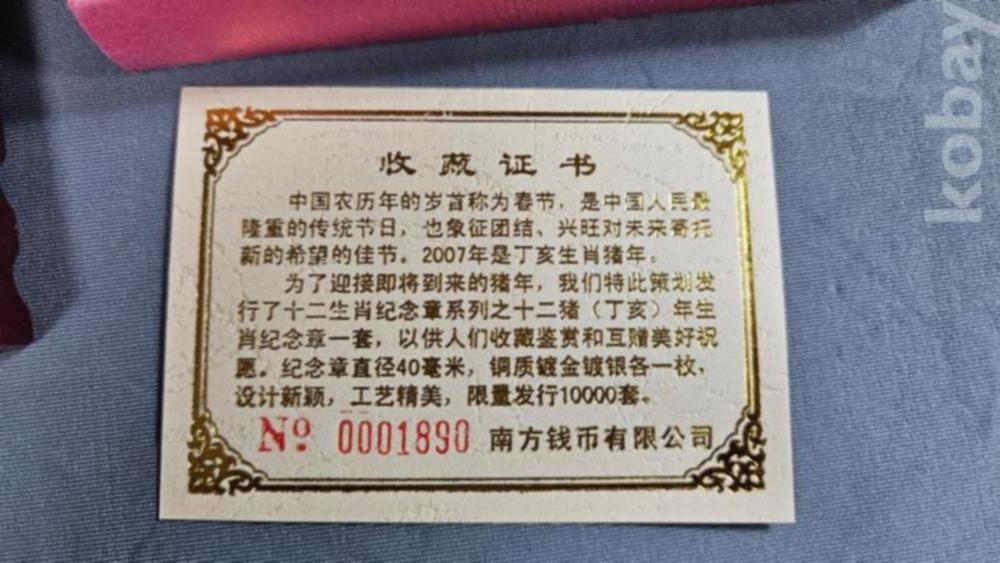 收藏证书
中国农历年的岁首称为春节，是中国人民最
隆重的传统节日，也象征团结、兴旺对未来寄托
新的希望的佳节。2007年是丁亥生肖猪年。
为了迎接即将到来的猪年，我们特此策划发
行了十二生肖纪念章系列之十二猪（丁亥）年生
肖纪念章一套，以供人们收藏鉴赏和互赠美好祝
愿。纪念章直径40毫米，铜质镀金镀银各一枚，
设计新颖，工艺精美，限量发行10000套。
Nº 0001890 南方钱币有限公司
kobay